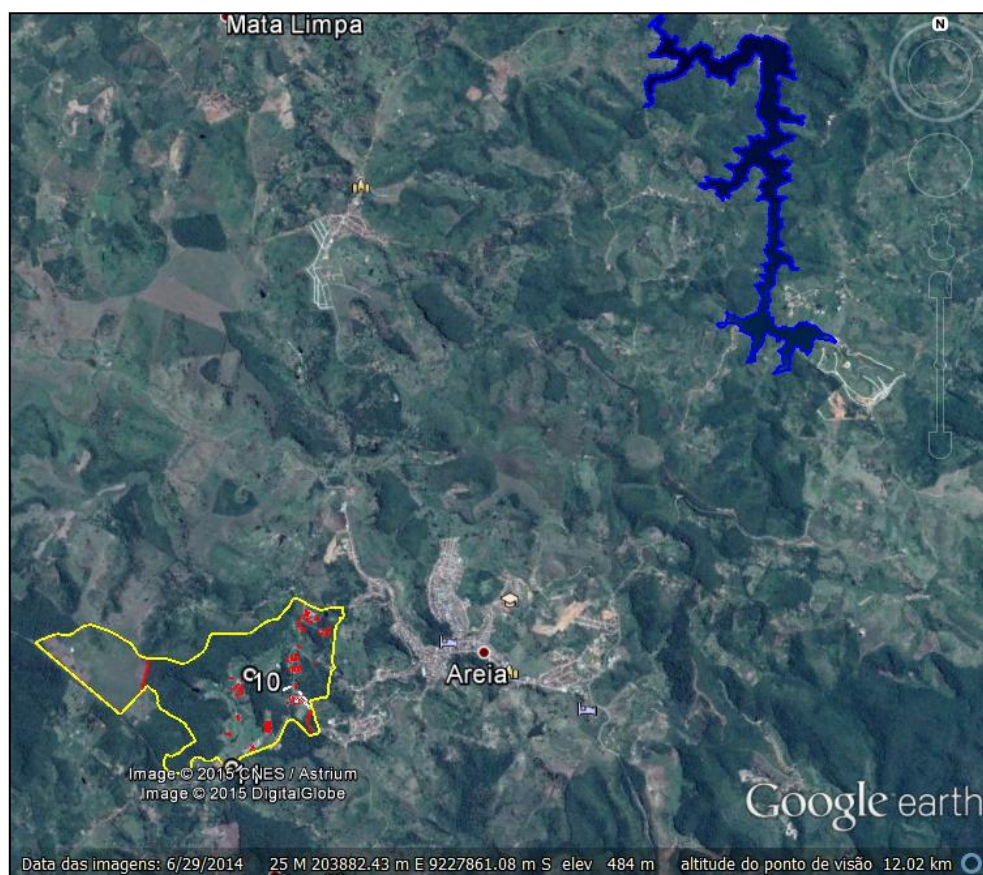 Mata Limpa
N
10
Areia
Image © 2015 CNES / Astrium
Image © 2015 DigitalGlobe
Google earth
Data das imagens: 6/29/2014 25 M 203882.43 m E 9227861.08 m S elev 484 m altitude do ponto de visão 12.02 km